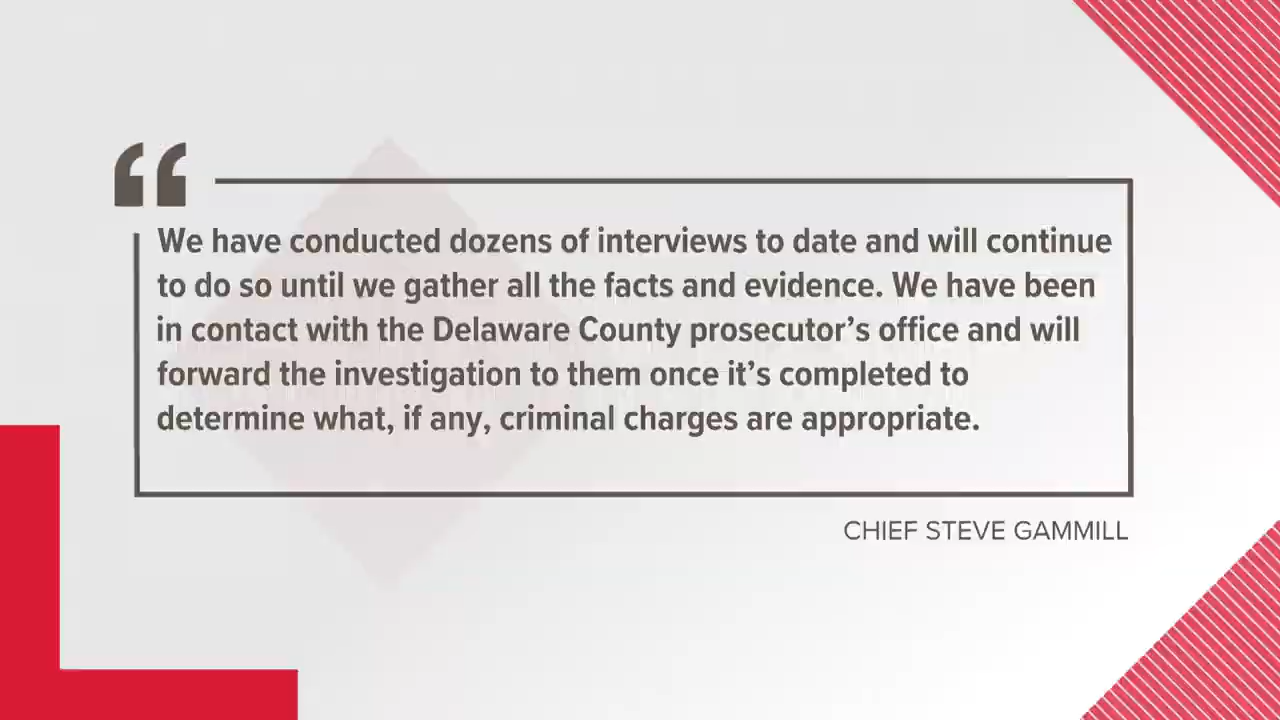 “
We have conducted dozens of interviews to date and will continue
to do so until we gather all the facts and evidence. We have been
in contact with the Delaware County prosecutor’s office and will
forward the investigation to them once it’s completed to
determine what, if any, criminal charges are appropriate.
CHIEF STEVE GAMMILL